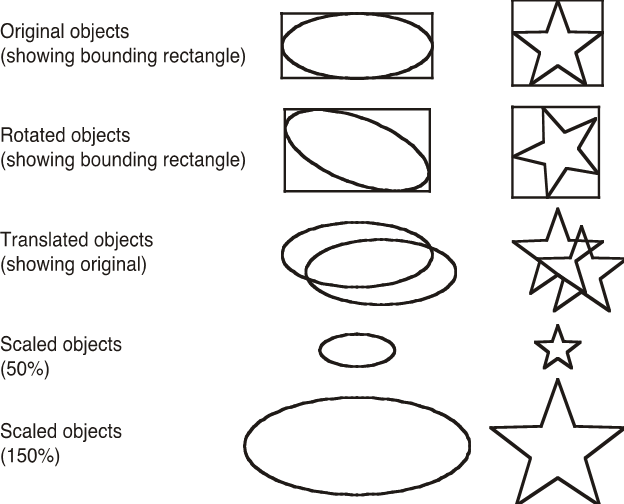 Original objects
(showing bounding rectangle)
Rotated objects
(showing bounding rectangle)
Translated objects
(showing original)
Scaled objects
(50%)
Scaled objects
(150%)